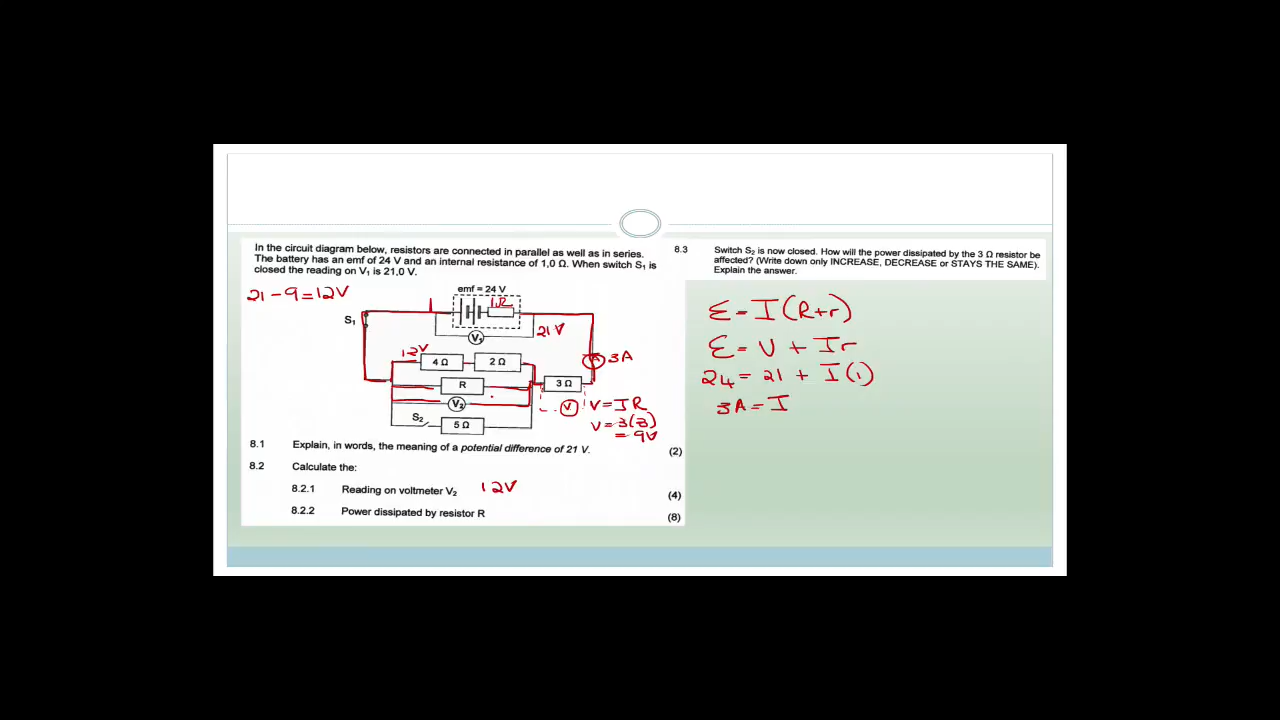 In the circuit diagram below, resistors are connected in parallel as well as in series.
The battery has an emf of 24 V and an internal resistance of 1,0 Ω. When switch S₁ is
closed the reading on V₁ is 21,0 V.
21 - 9 = 12V
emf = 24 V
1Ω
S₁
V₁
21V
12V
4 Ω
2 Ω
A
3A
R
3 Ω
V₂
V
V = IR
S₂
5 Ω
V = 3(3)
= 9V
8.1 Explain, in words, the meaning of a potential difference of 21 V. (2)
8.2 Calculate the:
8.2.1 Reading on voltmeter V₂ 12V (4)
8.2.2 Power dissipated by resistor R (8)
8.3 Switch S₂ is now closed. How will the power dissipated by the 3 Ω resistor be
affected? (Write down only INCREASE, DECREASE or STAYS THE SAME).
Explain the answer.
ε = I(R+r)
ε = V + Ir
24 = 21 + I(1)
3A = I